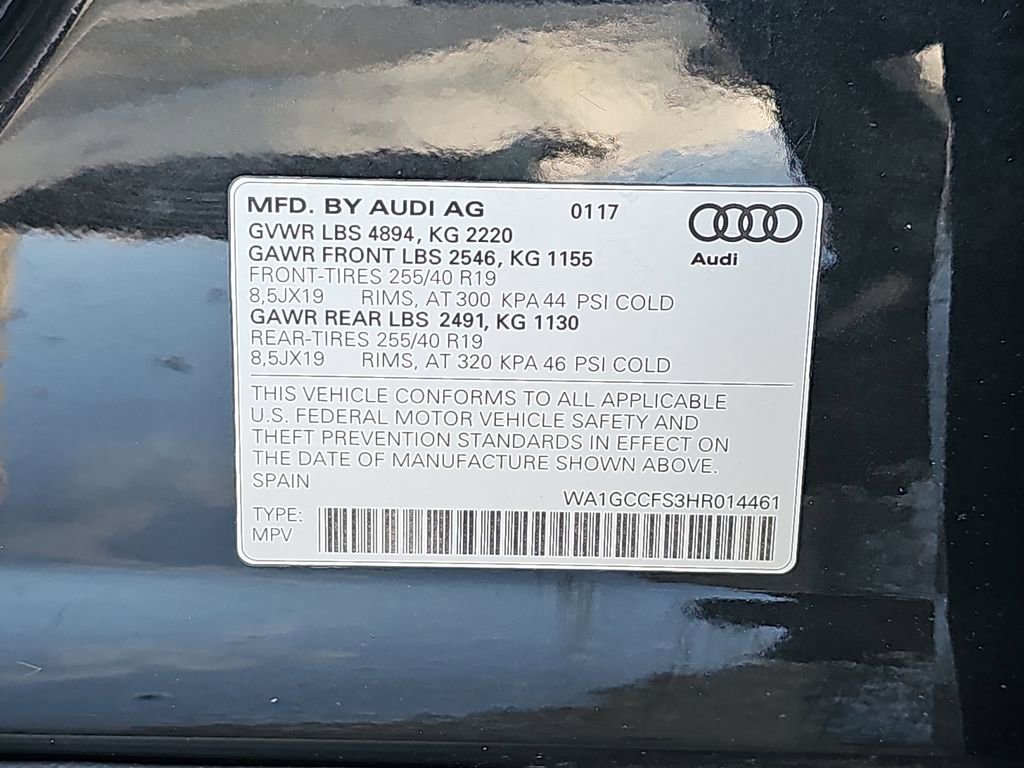 MFD. BY AUDI AG 0117
GVWR LBS 4894, KG 2220
GAWR FRONT LBS 2546, KG 1155
Audi
FRONT-TIRES 255/40 R19
8,5JX19 RIMS, AT 300 KPA 44 PSI COLD
GAWR REAR LBS 2491, KG 1130
REAR-TIRES 255/40 R19
8,5JX19 RIMS, AT 320 KPA 46 PSI COLD
THIS VEHICLE CONFORMS TO ALL APPLICABLE
U.S. FEDERAL MOTOR VEHICLE SAFETY AND
THEFT PREVENTION STANDARDS IN EFFECT ON
THE DATE OF MANUFACTURE SHOWN ABOVE.
SPAIN
WA1GCCFS3HR014461
TYPE:
MPV